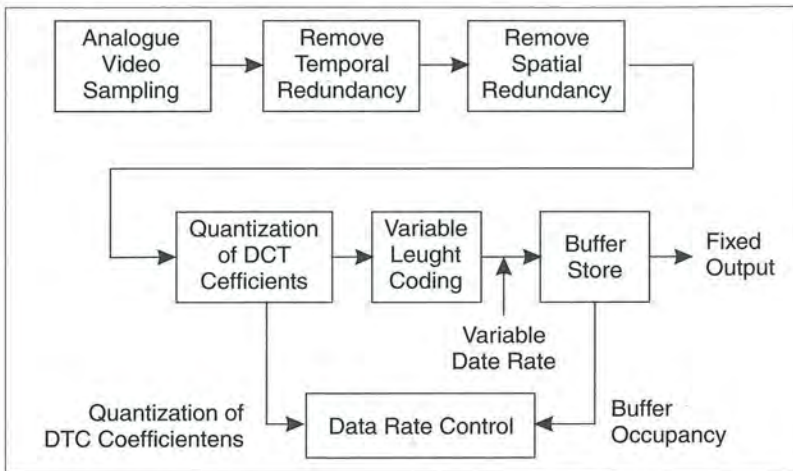 Analogue
Video
Sampling
Remove
Temporal
Redundancy
Remove
Spatial
Redundancy
Quantization
of DCT
Cefficients
Variable
Leught
Coding
Buffer
Store
Fixed
Output
Variable
Date Rate
Quantization of
DTC Coefficientens
Data Rate Control
Buffer
Occupancy